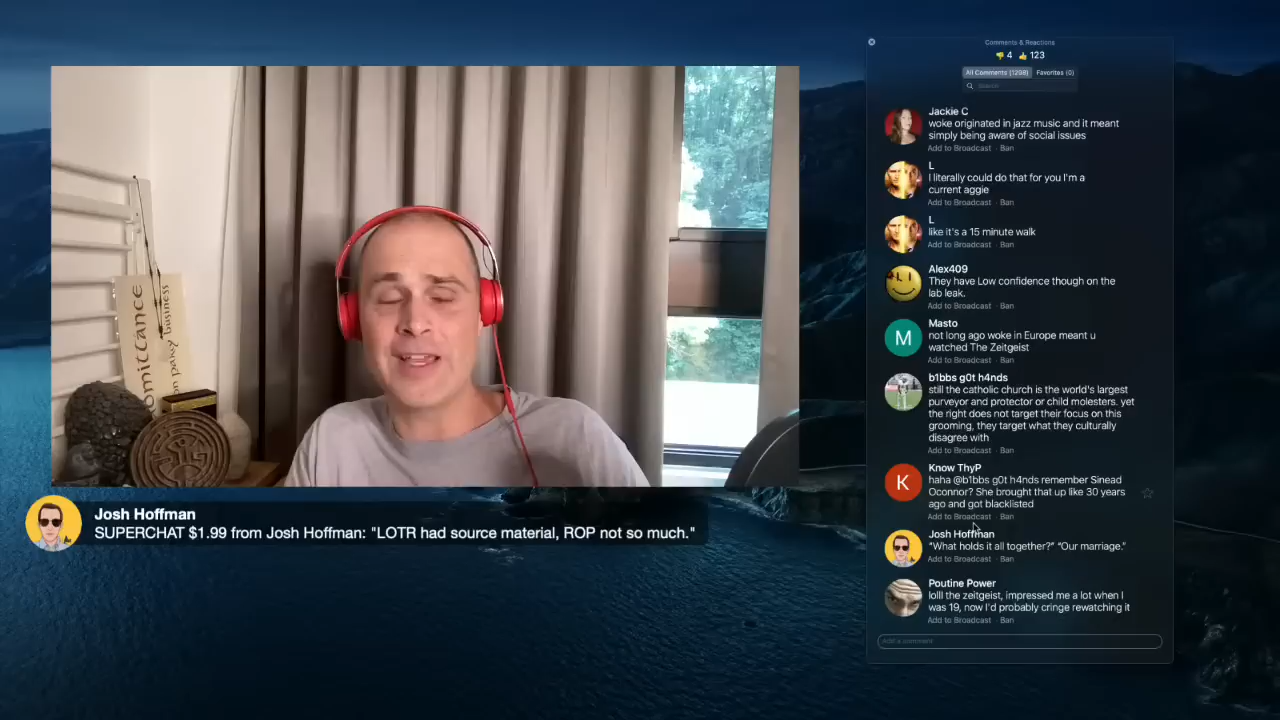 omittance
on parley business
Josh Hoffman
SUPERCHAT $1.99 from Josh Hoffman: "LOTR had source material, ROP not so much."
Comments & Reactions
👎 4 👍 123
All Comments (1298) Favorites (0)
Search
Jackie C
woke originated in jazz music and it meant
simply being aware of social issues
Add to Broadcast · Ban
L
I literally could do that for you I'm a
current aggie
Add to Broadcast · Ban
L
like it's a 15 minute walk
Add to Broadcast · Ban
Alex409
They have Low confidence though on the
lab leak.
Add to Broadcast · Ban
M
Masto
not long ago woke in Europe meant u
watched The Zeitgeist
Add to Broadcast · Ban
b1bbs g0t h4nds
still the catholic church is the world's largest
purveyor and protector or child molesters. yet
the right does not target their focus on this
grooming, they target what they culturally
disagree with
Add to Broadcast · Ban
K
Know ThyP
haha @b1bbs g0t h4nds remember Sinead
Oconnor? She brought that up like 30 years
ago and got blacklisted
Add to Broadcast · Ban
Josh Hoffman
“What holds it all together?” “Our marriage.”
Add to Broadcast · Ban
Poutine Power
lolll the zeitgeist, impressed me a lot when I
was 19, now I'd probably cringe rewatching it
Add to Broadcast · Ban
Add a comment